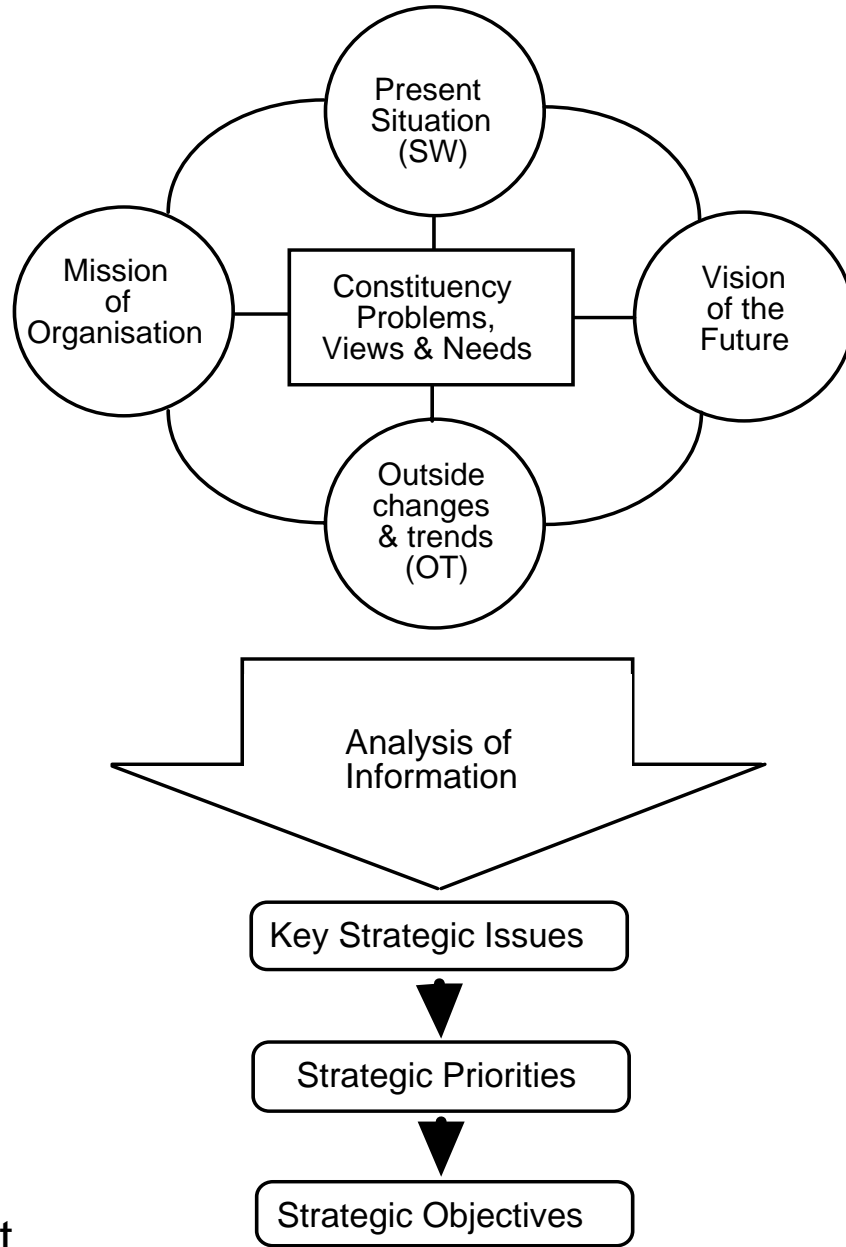 Present
Situation
(SW)
Mission
of
Organisation
Constituency
Problems,
Views & Needs
Vision
of the
Future
Outside
changes
& trends
(OT)
Analysis of
Information
Key Strategic Issues
Strategic Priorities
Strategic Objectives
t